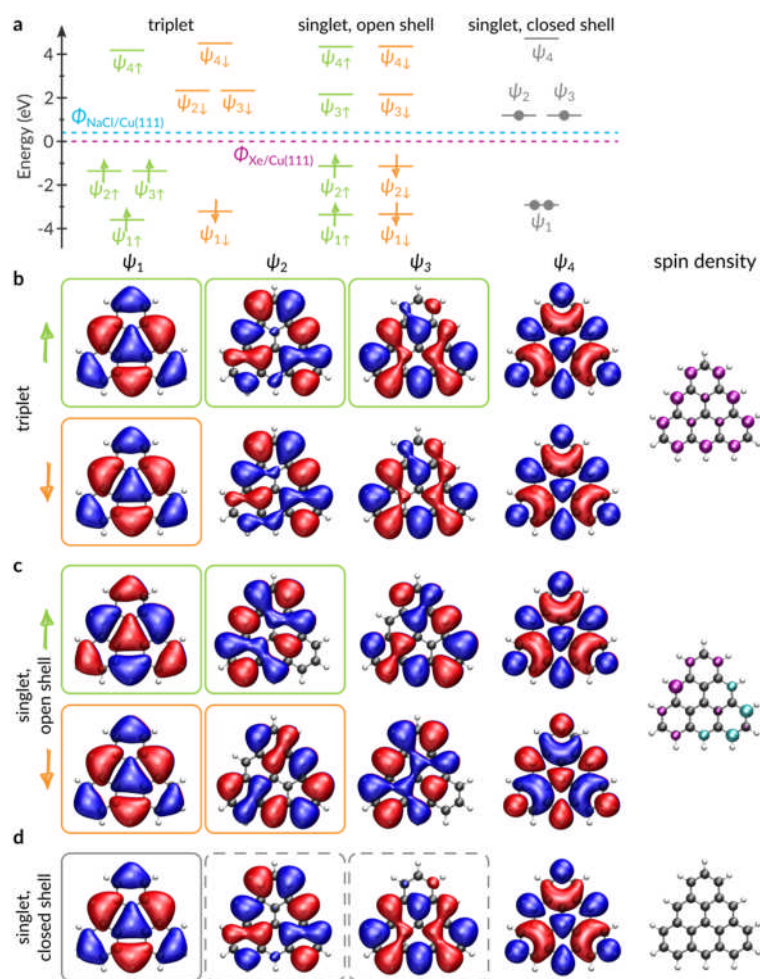 a
triplet
singlet, open shell
singlet, closed shell
Energy (eV)
4
2
0
-2
-4
ψ4↑
ψ4↓
ψ4↑
ψ4↓
ψ4
ψ2↓
ψ3↓
ψ3↑
ψ3↓
ψ2
ψ3
ΦNaCl/Cu(111)
ΦXe/Cu(111)
ψ2↑
ψ3↑
ψ2↑
ψ2↓
ψ1↑
ψ1↓
ψ1↑
ψ1↓
ψ1
ψ1
ψ2
ψ3
ψ4
spin density
b
triplet
c
singlet,
open shell
d
singlet,
closed shell